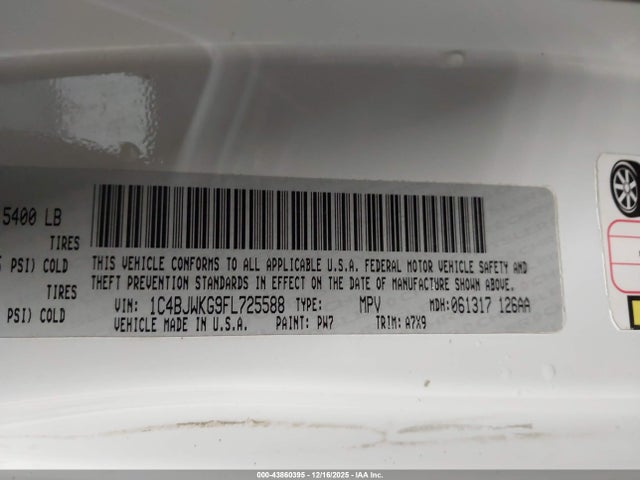 5400 LB
TIRES
PSI) COLD
TIRES
PSI) COLD
THIS VEHICLE CONFORMS TO ALL APPLICABLE U.S.A. FEDERAL MOTOR VEHICLE SAFETY AND
THEFT PREVENTION STANDARDS IN EFFECT ON THE DATE OF MANUFACTURE SHOWN ABOVE.
VIN: 1C4BJWKG9FL725588 TYPE: MPV MDH:061317 126AA
VEHICLE MADE IN U.S.A. PAINT: PW7 TRIM: A7X9
000-43860395 - 12/16/2025 - IAA Inc.